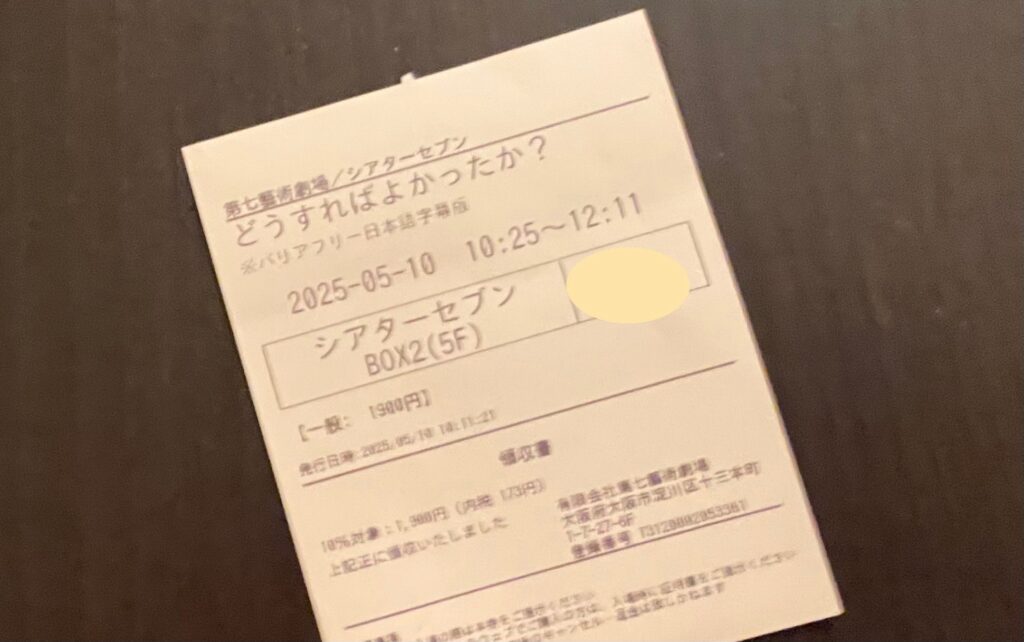 第七藝術劇場/シアターセブン
どうすればよかったか?
※バリアフリー日本語字幕版
2025-05-10 10:25～12:11
シアターセブン
BOX2(5F)
[一般: 1900円]
発行日時:2025/05/10 10:11:21
領収書
10%対象:1,900円 (内税 173円)
上記正に領収いたしました
有限会社第七藝術劇場
大阪府大阪市淀川区十三本町
1-7-27-6F
登録番号